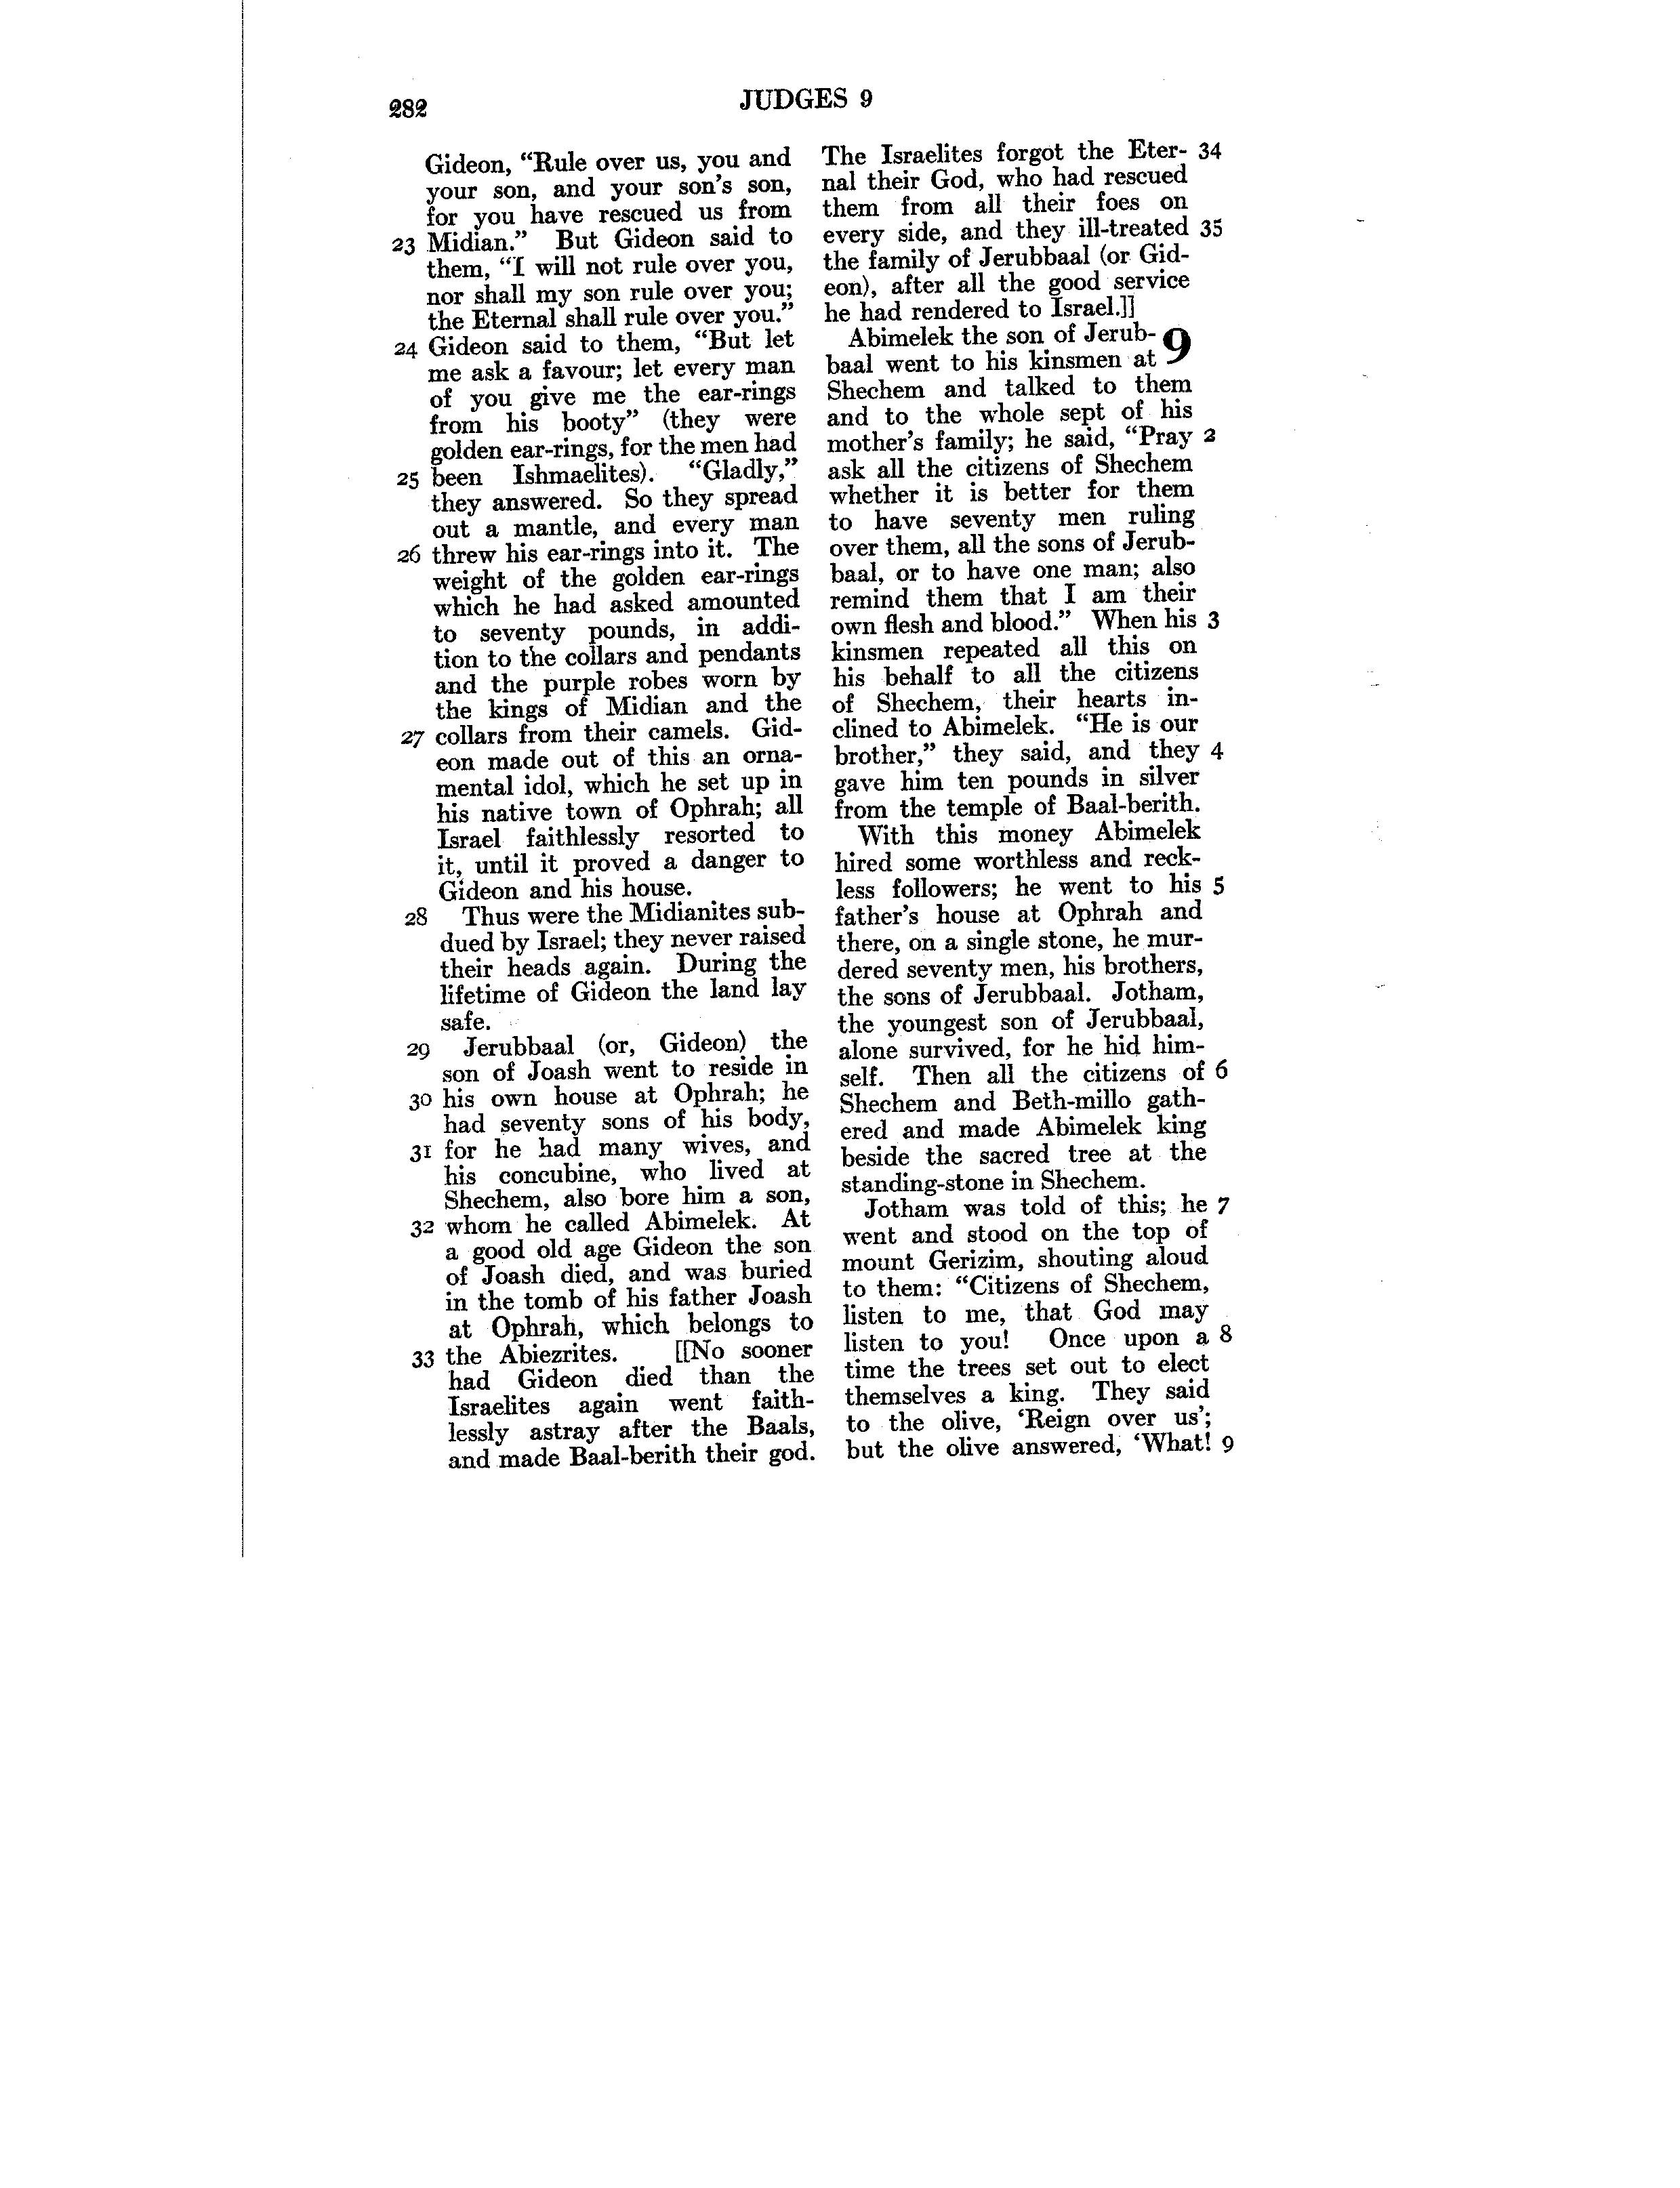 282
JUDGES 9
Gideon, “Rule over us, you and
your son, and your son’s son,
for you have rescued us from
23 Midian.” But Gideon said to
them, “I will not rule over you,
nor shall my son rule over you;
the Eternal shall rule over you.”
24 Gideon said to them, “But let
me ask a favour; let every man
of you give me the ear-rings
from his booty” (they were
golden ear-rings, for the men had
25 been Ishmaelites). “Gladly,”
they answered. So they spread
out a mantle, and every man
26 threw his ear-rings into it. The
weight of the golden ear-rings
which he had asked amounted
to seventy pounds, in addi-
tion to the collars and pendants
and the purple robes worn by
the kings of Midian and the
27 collars from their camels. Gid-
eon made out of this an orna-
mental idol, which he set up in
his native town of Ophrah; all
Israel faithlessly resorted to
it, until it proved a danger to
Gideon and his house.
28 Thus were the Midianites sub-
dued by Israel; they never raised
their heads again. During the
lifetime of Gideon the land lay
safe.
29 Jerubbaal (or, Gideon) the
son of Joash went to reside in
30 his own house at Ophrah; he
had seventy sons of his body,
31 for he had many wives, and
his concubine, who lived at
Shechem, also bore him a son,
32 whom he called Abimelek. At
a good old age Gideon the son
of Joash died, and was buried
in the tomb of his father Joash
at Ophrah, which belongs to
33 the Abiezrites. [[No sooner
had Gideon died than the
Israelites again went faith-
lessly astray after the Baals,
and made Baal-berith their god.
The Israelites forgot the Eter- 34
nal their God, who had rescued
them from all their foes on
every side, and they ill-treated 35
the family of Jerubbaal (or Gid-
eon), after all the good service
he had rendered to Israel.]]
Abimelek the son of Jerub- 9
baal went to his kinsmen at
Shechem and talked to them
and to the whole sept of his
mother’s family; he said, “Pray 2
ask all the citizens of Shechem
whether it is better for them
to have seventy men ruling
over them, all the sons of Jerub-
baal, or to have one man; also
remind them that I am their
own flesh and blood.” When his 3
kinsmen repeated all this on
his behalf to all the citizens
of Shechem, their hearts in-
clined to Abimelek. “He is our
brother,” they said, and they 4
gave him ten pounds in silver
from the temple of Baal-berith.
With this money Abimelek
hired some worthless and reck-
less followers; he went to his 5
father’s house at Ophrah and
there, on a single stone, he mur-
dered seventy men, his brothers,
the sons of Jerubbaal. Jotham,
the youngest son of Jerubbaal,
alone survived, for he hid him-
self. Then all the citizens of 6
Shechem and Beth-millo gath-
ered and made Abimelek king
beside the sacred tree at the
standing-stone in Shechem.
Jotham was told of this; he 7
went and stood on the top of
mount Gerizim, shouting aloud
to them: “Citizens of Shechem,
listen to me, that God may
listen to you! Once upon a 8
time the trees set out to elect
themselves a king. They said
to the olive, ‘Reign over us’;
but the olive answered, ‘What! 9